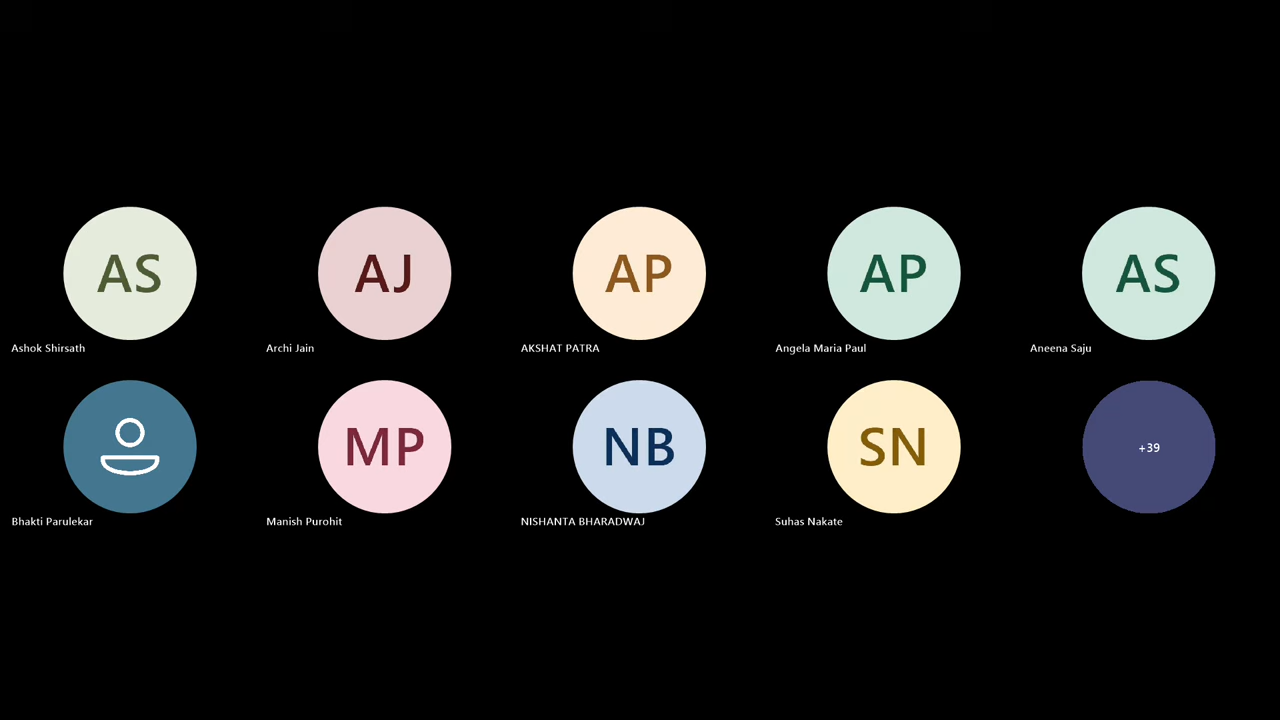 AS
AJ
AP
AP
AS
Ashok Shirsath
Archi Jain
AKSHAT PATRA
Angela Maria Paul
Aneena Saju
MP
NB
SN
+39
Bhakti Parulekar
Manish Purohit
NISHANTA BHARADWAJ
Suhas Nakate